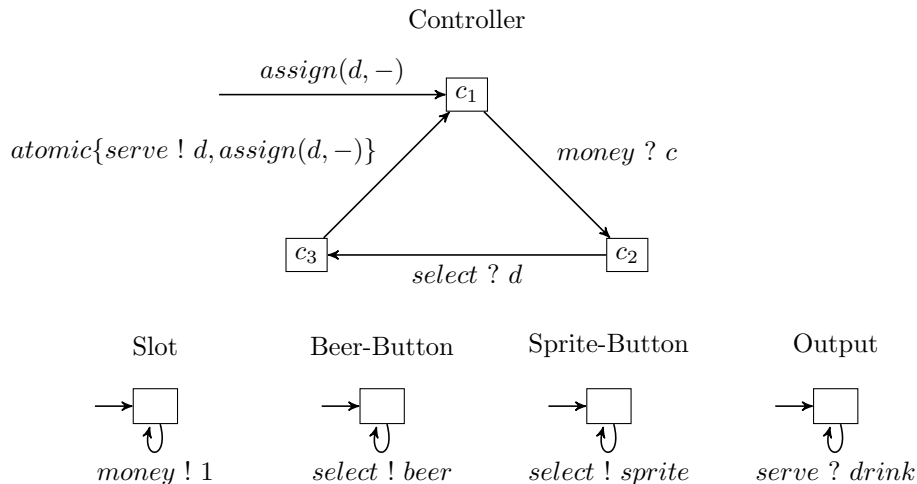 Controller
assign(d, −)
c₁
atomic{serve ! d, assign(d, −)}
money ? c
c₃
c₂
select ? d
Slot Beer-Button Sprite-Button Output
money ! 1 select ! beer select ! sprite serve ? drink